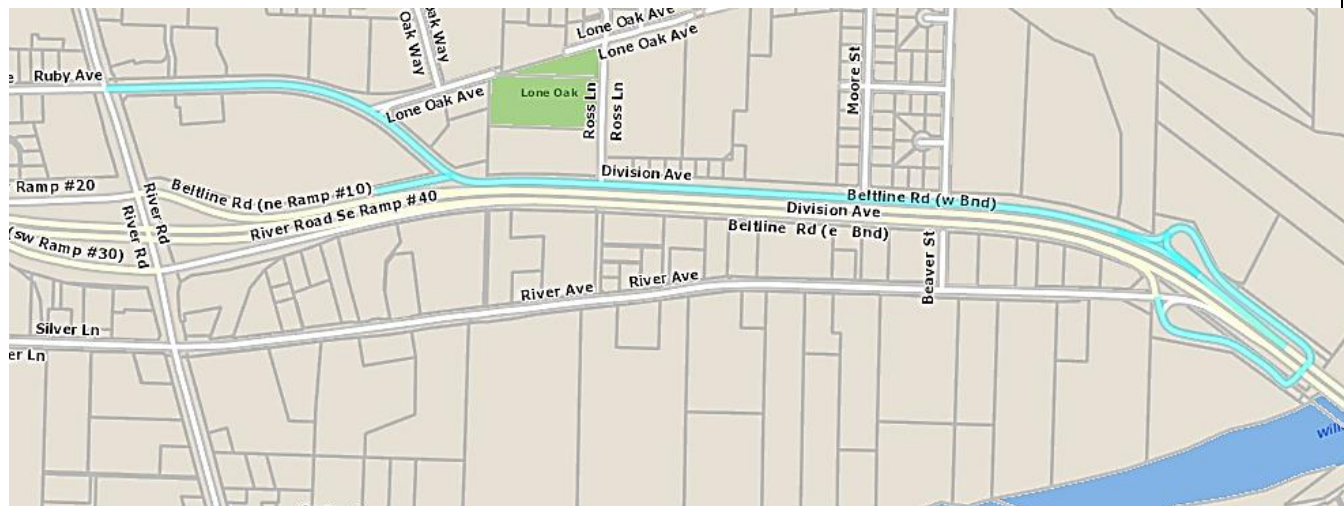 Lone Oak Ave
Oak Way
Oak Way
Lone Oak Ave
Moore St
Ruby Ave
Lone Oak
Lone Oak Ave
Ross Ln
Ross Ln
Division Ave
Ramp #20
Beltline Rd (ne Ramp #10)
Beltline Rd (w Bnd)
River Road Se Ramp #40
Division Ave
River Rd
River Rd
Beltline Rd (e Bnd)
(sw Ramp #30)
Beaver St
River Ave
River Ave
Silver Ln
er Ln
Will